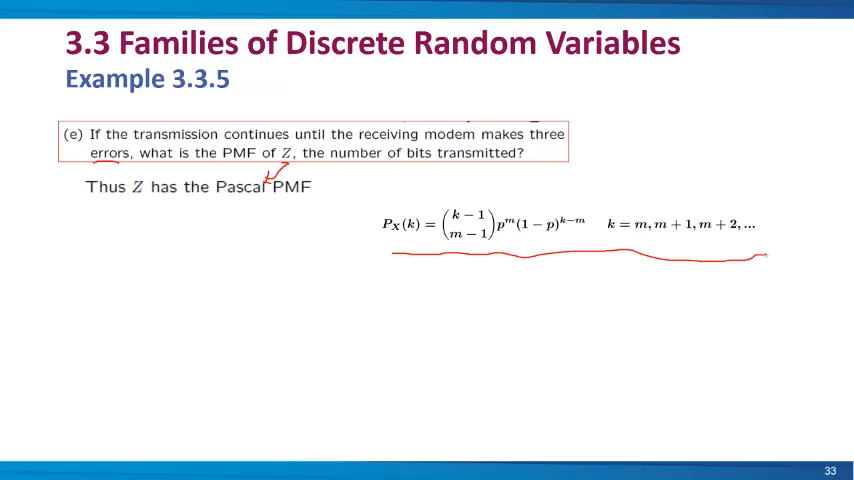 3.3 Families of Discrete Random Variables
Example 3.3.5
(e) If the transmission continues until the receiving modem makes three
errors, what is the PMF of Z, the number of bits transmitted?
Thus Z has the Pascal PMF
P_X(k) = \binom{k-1}{m-1} p^m (1 − p)^{k−m} k = m, m + 1, m + 2, ...
33